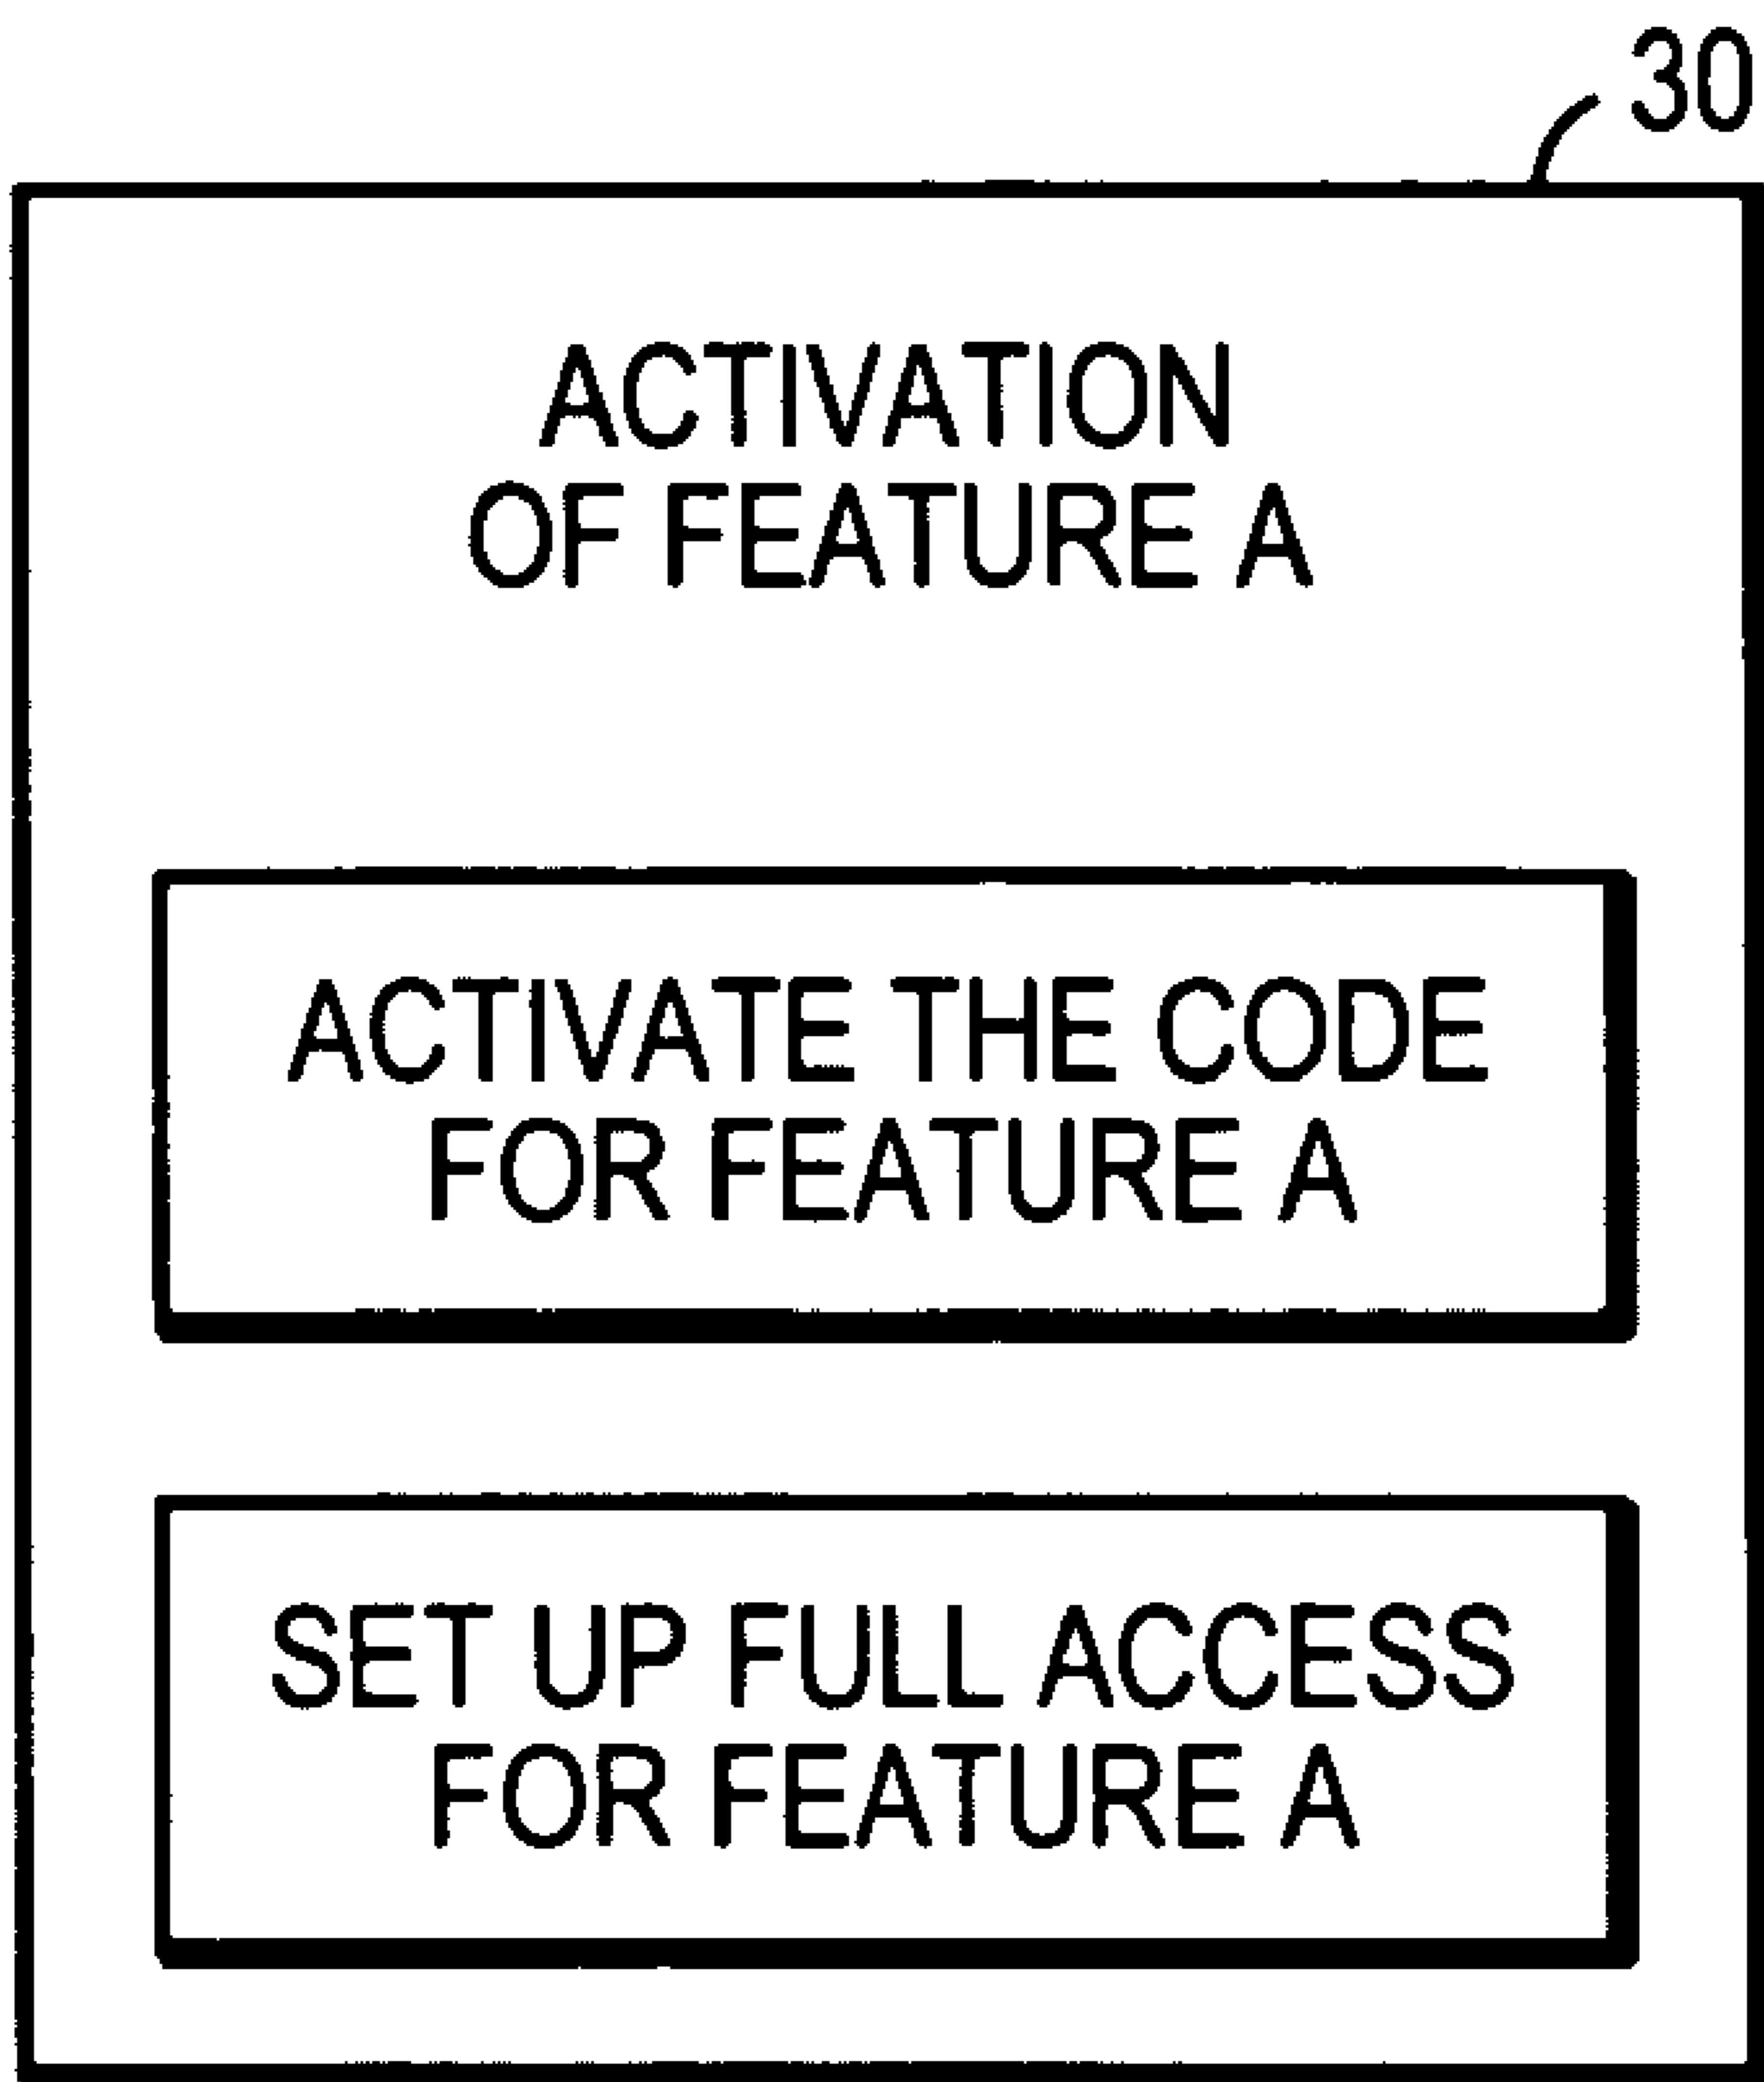 30
ACTIVATION
OF FEATURE A
ACTIVATE THE CODE
FOR FEATURE A
SET UP FULL ACCESS
FOR FEATURE A